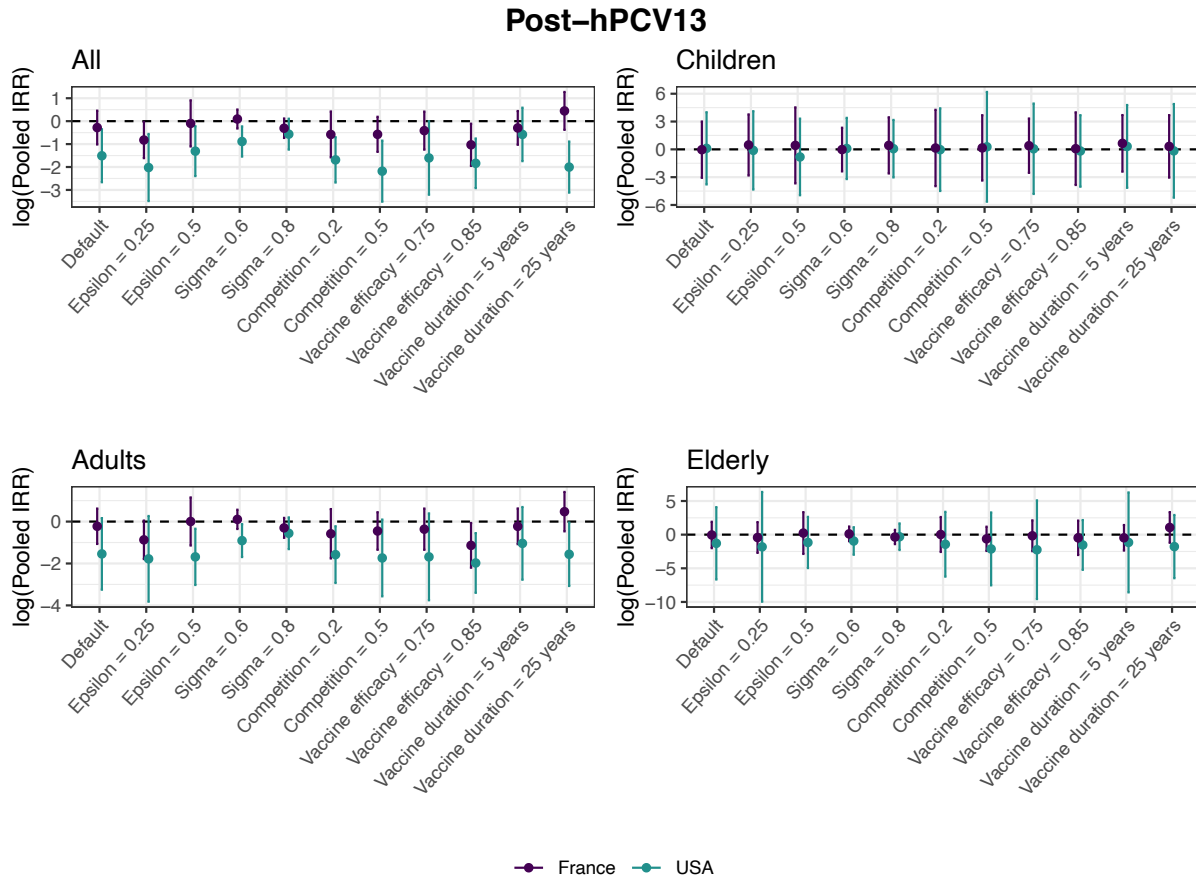 Post−hPCV13
All
log(Pooled IRR)
1
0
−1
−2
−3
Default
Epsilon = 0.25
Epsilon = 0.5
Sigma = 0.6
Sigma = 0.8
Competition = 0.2
Competition = 0.5
Vaccine efficacy = 0.75
Vaccine efficacy = 0.85
Vaccine duration = 5 years
Vaccine duration = 25 years
Children
log(Pooled IRR)
6
3
0
−3
−6
Default
Epsilon = 0.25
Epsilon = 0.5
Sigma = 0.6
Sigma = 0.8
Competition = 0.2
Competition = 0.5
Vaccine efficacy = 0.75
Vaccine efficacy = 0.85
Vaccine duration = 5 years
Vaccine duration = 25 years
Adults
log(Pooled IRR)
0
−2
−4
Default
Epsilon = 0.25
Epsilon = 0.5
Sigma = 0.6
Sigma = 0.8
Competition = 0.2
Competition = 0.5
Vaccine efficacy = 0.75
Vaccine efficacy = 0.85
Vaccine duration = 5 years
Vaccine duration = 25 years
Elderly
log(Pooled IRR)
5
0
−5
−10
Default
Epsilon = 0.25
Epsilon = 0.5
Sigma = 0.6
Sigma = 0.8
Competition = 0.2
Competition = 0.5
Vaccine efficacy = 0.75
Vaccine efficacy = 0.85
Vaccine duration = 5 years
Vaccine duration = 25 years
France
USA